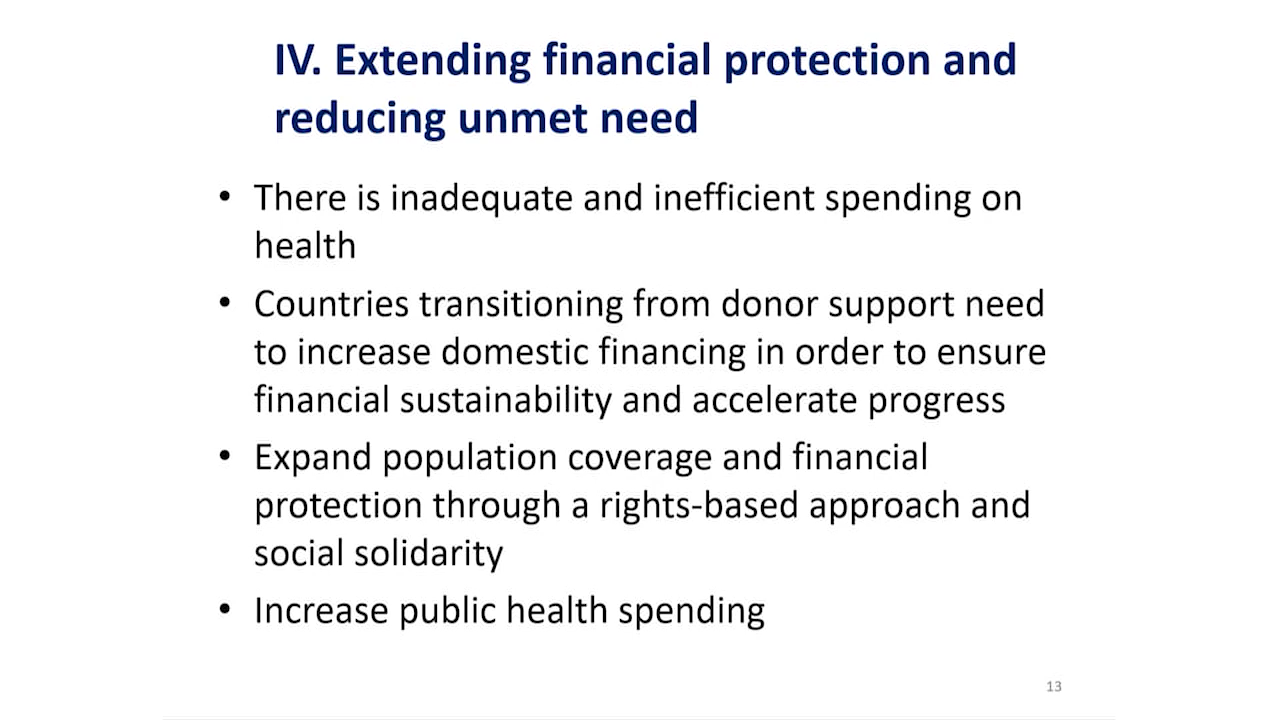 IV. Extending financial protection and
reducing unmet need
• There is inadequate and inefficient spending on
health
• Countries transitioning from donor support need
to increase domestic financing in order to ensure
financial sustainability and accelerate progress
• Expand population coverage and financial
protection through a rights-based approach and
social solidarity
• Increase public health spending
13